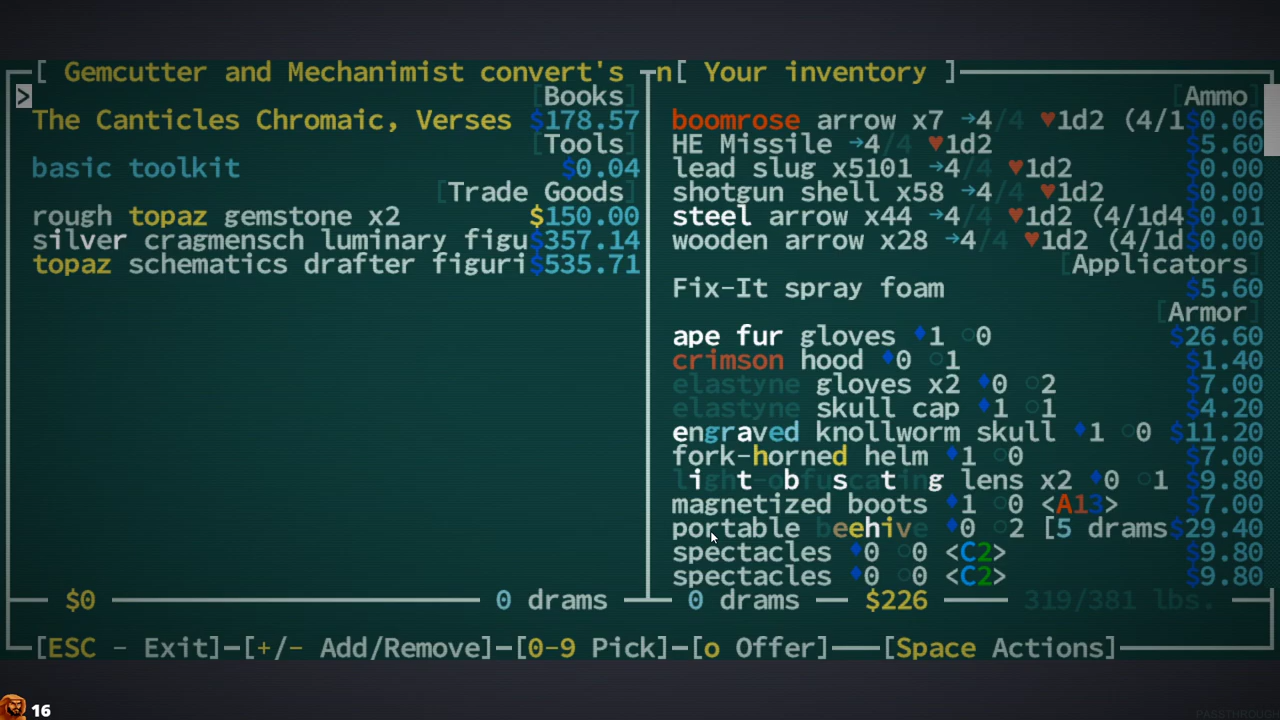 [ Gemcutter and Mechanimist convert's
>
[Books]
The Canticles Chromaic, Verses $178.57
[Tools]
basic toolkit $0.04
[Trade Goods]
rough topaz gemstone x2 $150.00
silver cragmensch luminary figu$357.14
topaz schematics drafter figuri$535.71
$0 0 drams
n[ Your inventory ]
[Ammo]
boomrose arrow x7 →4/4 ♥1d2 (4/1$0.06
HE Missile →4/4 ♥1d2 $5.60
lead slug x5101 →4/4 ♥1d2 $0.00
shotgun shell x58 →4/4 ♥1d2 $0.00
steel arrow x44 →4/4 ♥1d2 (4/1d4$0.01
wooden arrow x28 →4/4 ♥1d2 (4/1d$0.00
[Applicators]
Fix-It spray foam $5.60
[Armor]
ape fur gloves ♦1 ○0 $26.60
crimson hood ♦0 ○1 $1.40
elastyne gloves x2 ♦0 ○2 $7.00
elastyne skull cap ♦1 ○1 $4.20
engraved knollworm skull ♦1 ○0 $11.20
fork-horned helm ♦1 ○0 $7.00
light-obfuscating lens x2 ♦0 ○1 $9.80
magnetized boots ♦1 ○0 <A13> $7.00
portable beehive ♦0 ○2 [5 drams$29.40
spectacles ♦0 ○0 <C2> $9.80
spectacles ♦0 ○0 <C2> $9.80
0 drams $226 319/381 lbs.
[ESC - Exit] [+/- Add/Remove] [0-9 Pick] [o Offer] [Space Actions]
16